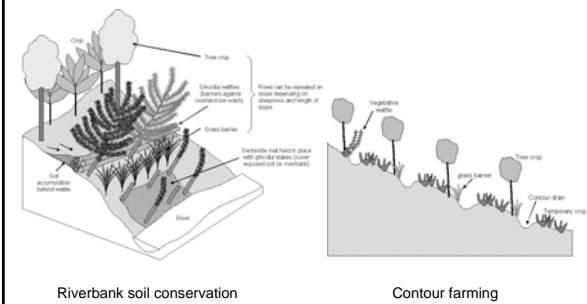 Crop
Tree crop
Gliricidia wattles
(barriers against
overland soil wash)
Rows can be repeated on
slope depending on
steepness and length of
slope
Grass barrier
Geotextile mat held in place
with gliricidia stakes (cover
exposed soil on riverbank)
Soil
accumulation
behind wattle
River
Vegetative
wattle
Tree crop
grass barrier
Contour drain
Temporary crop
Riverbank soil conservation
Contour farming